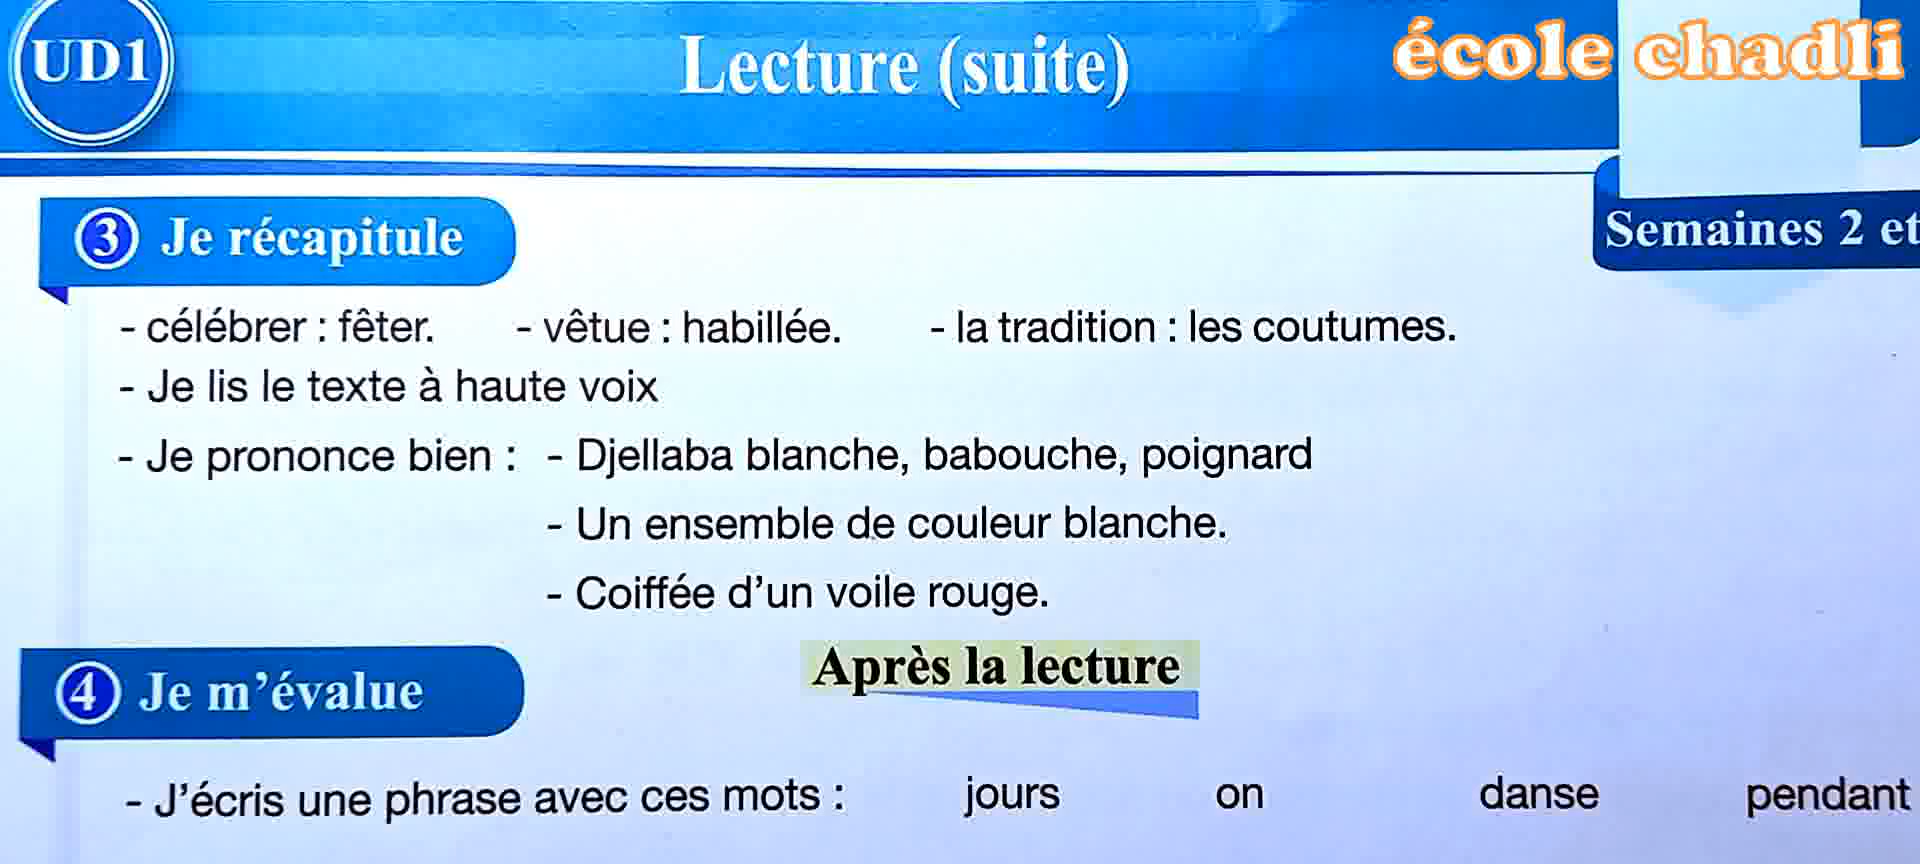 UD1
Lecture (suite)
école chadli
Semaines 2 et
3 Je récapitule
- célébrer : fêter. - vêtue : habillée. - la tradition : les coutumes.
- Je lis le texte à haute voix
- Je prononce bien : - Djellaba blanche, babouche, poignard
- Un ensemble de couleur blanche.
- Coiffée d'un voile rouge.
Après la lecture
4 Je m'évalue
- J'écris une phrase avec ces mots : jours on danse pendant